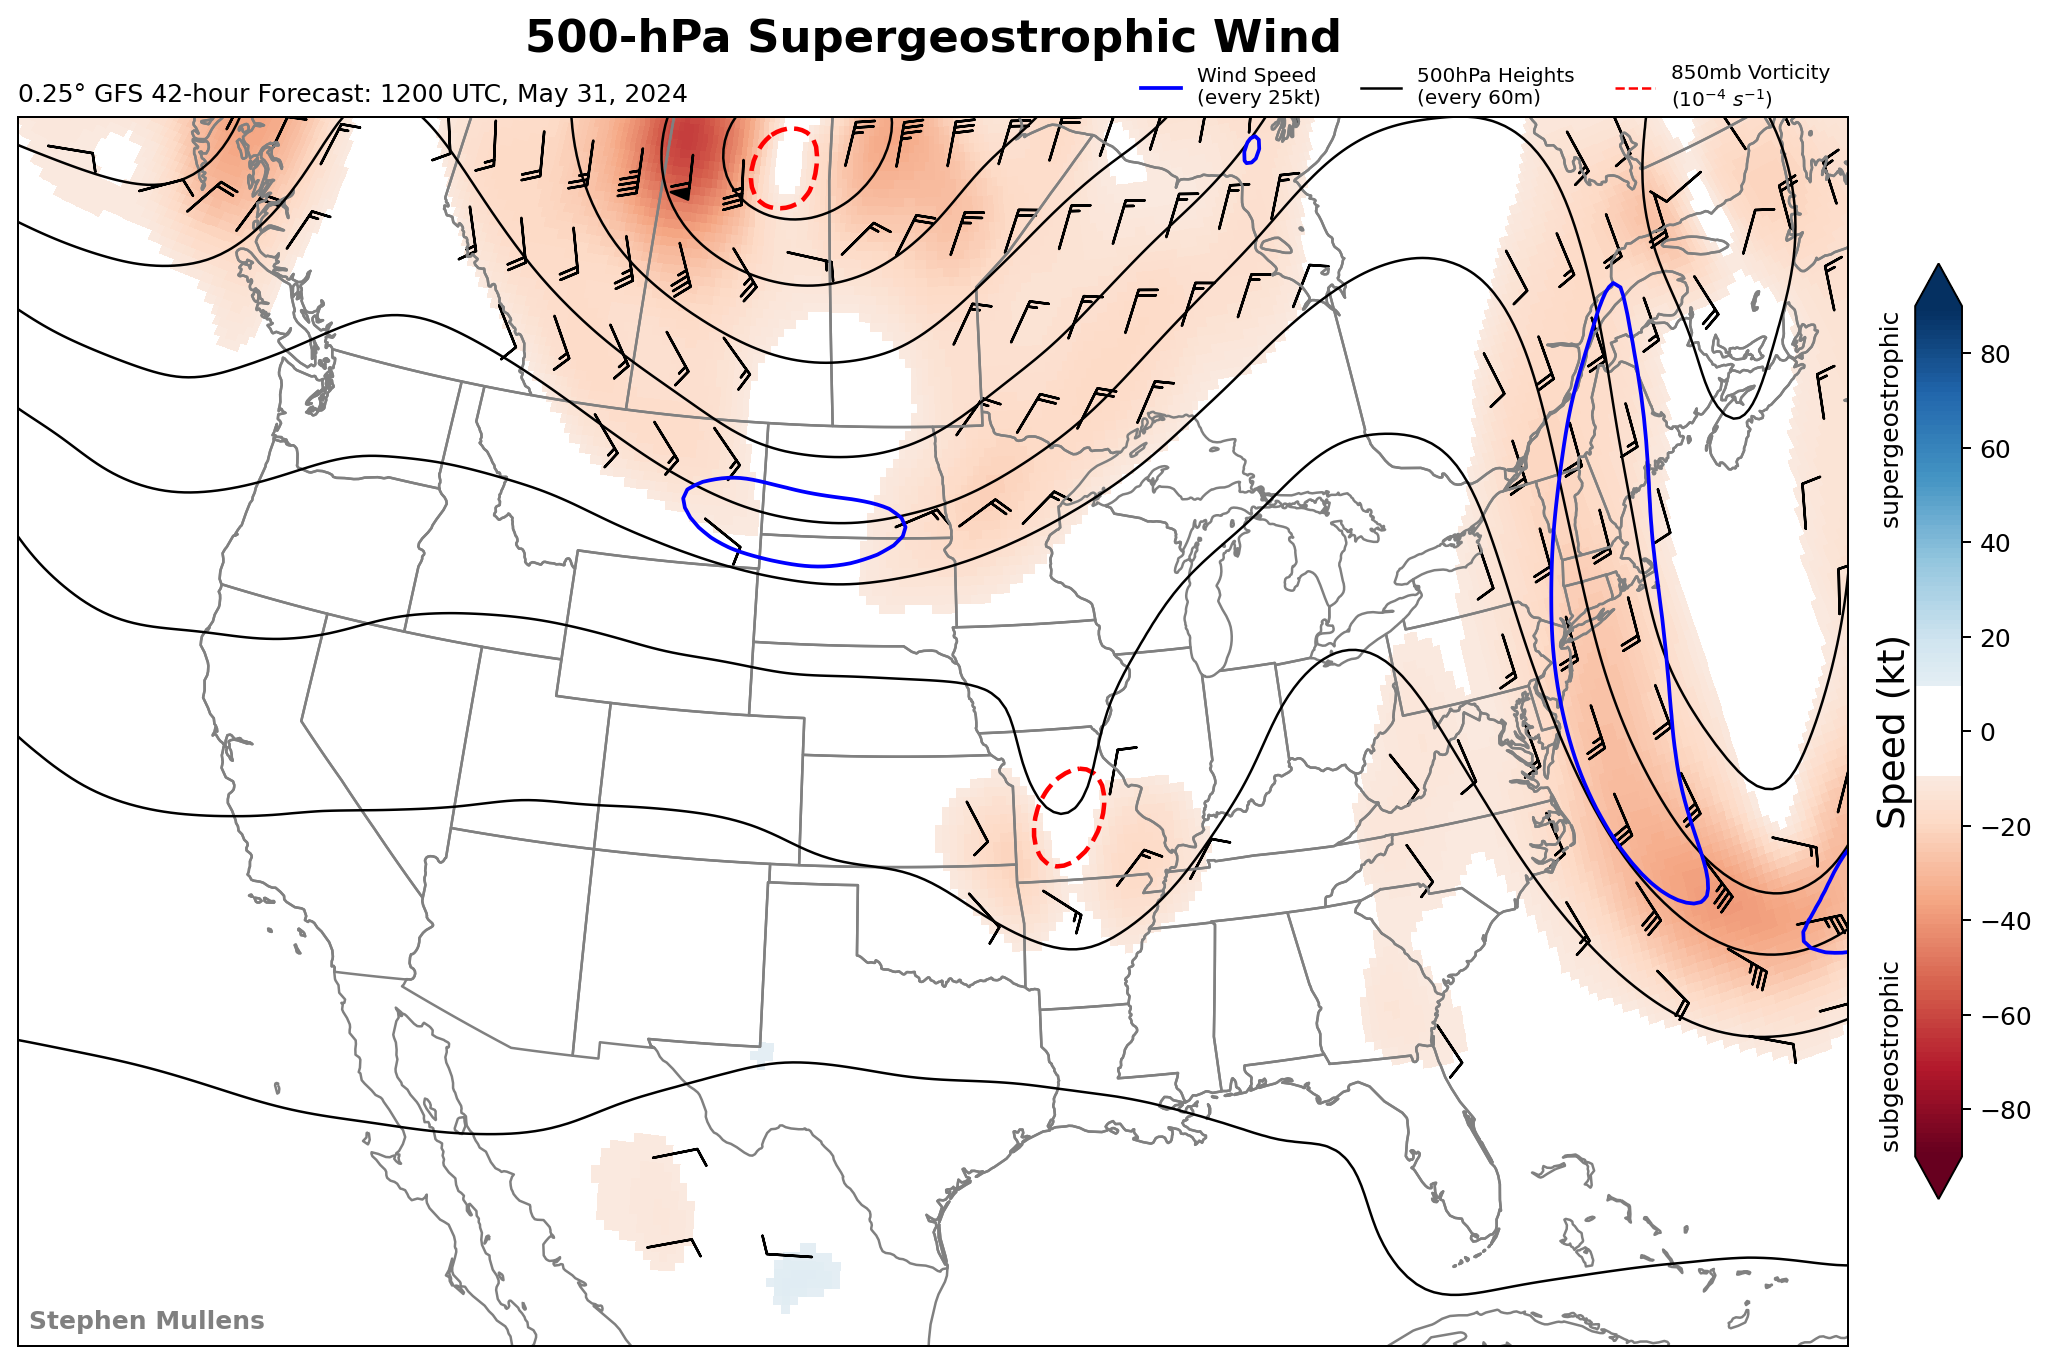 500-hPa Supergeostrophic Wind
0.25° GFS 42-hour Forecast: 1200 UTC, May 31, 2024
Wind Speed
(every 25kt)
500hPa Heights
(every 60m)
850mb Vorticity
(10⁻⁴ s⁻¹)
supergeostrophic
Speed (kt)
subgeostrophic
80
60
40
20
0
−20
−40
−60
−80
Stephen Mullens